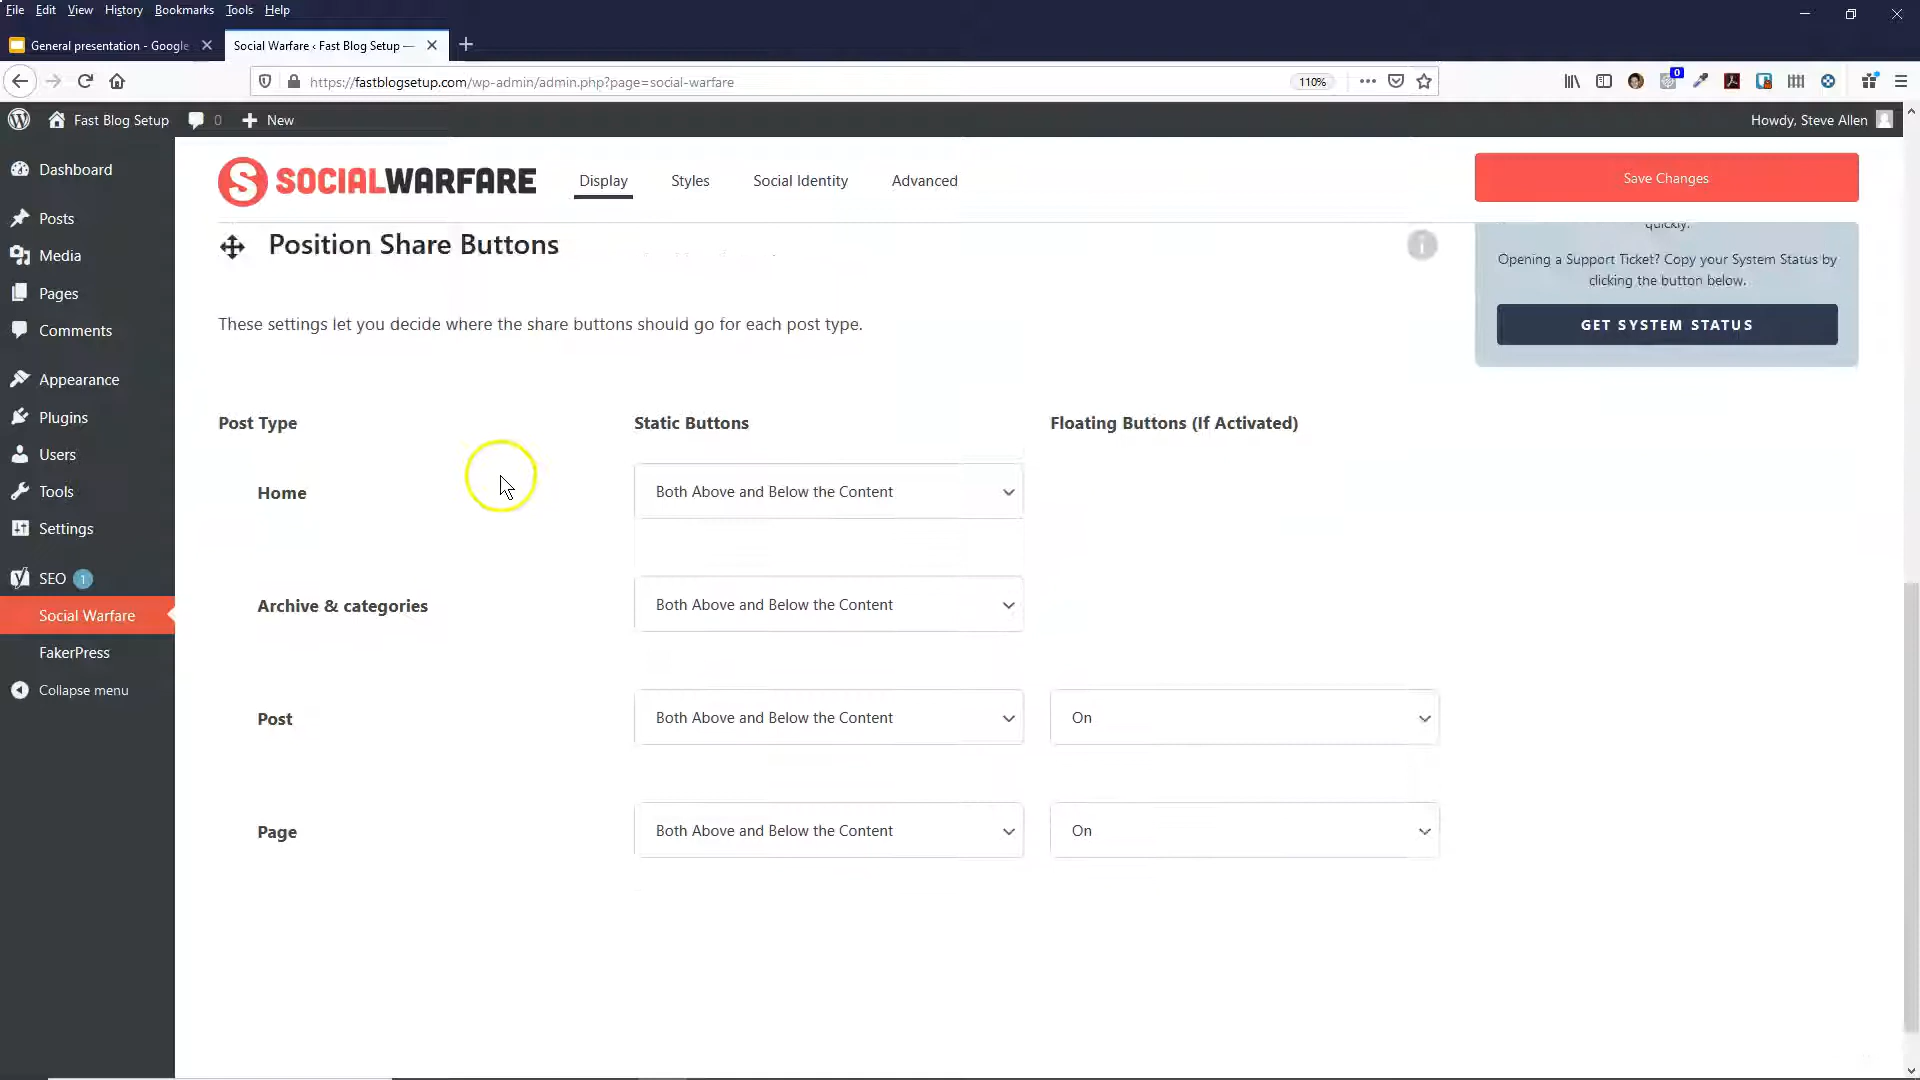 File Edit View History Bookmarks Tools Help
General presentation - Google
Social Warfare ‹ Fast Blog Setup —
https://fastblogsetup.com/wp-admin/admin.php?page=social-warfare
110%
0
Fast Blog Setup
0
New
Howdy, Steve Allen
Dashboard
Posts
Media
Pages
Comments
Appearance
Plugins
Users
Tools
Settings
SEO 1
Social Warfare
FakerPress
Collapse menu
S SOCIALWARFARE
Display
Styles
Social Identity
Advanced
Save Changes
Position Share Buttons
i
quickly.
Opening a Support Ticket? Copy your System Status by
clicking the button below.
GET SYSTEM STATUS
These settings let you decide where the share buttons should go for each post type.
Post Type
Static Buttons
Floating Buttons (If Activated)
Home
Both Above and Below the Content
Archive & categories
Both Above and Below the Content
Post
Both Above and Below the Content
On
Page
Both Above and Below the Content
On